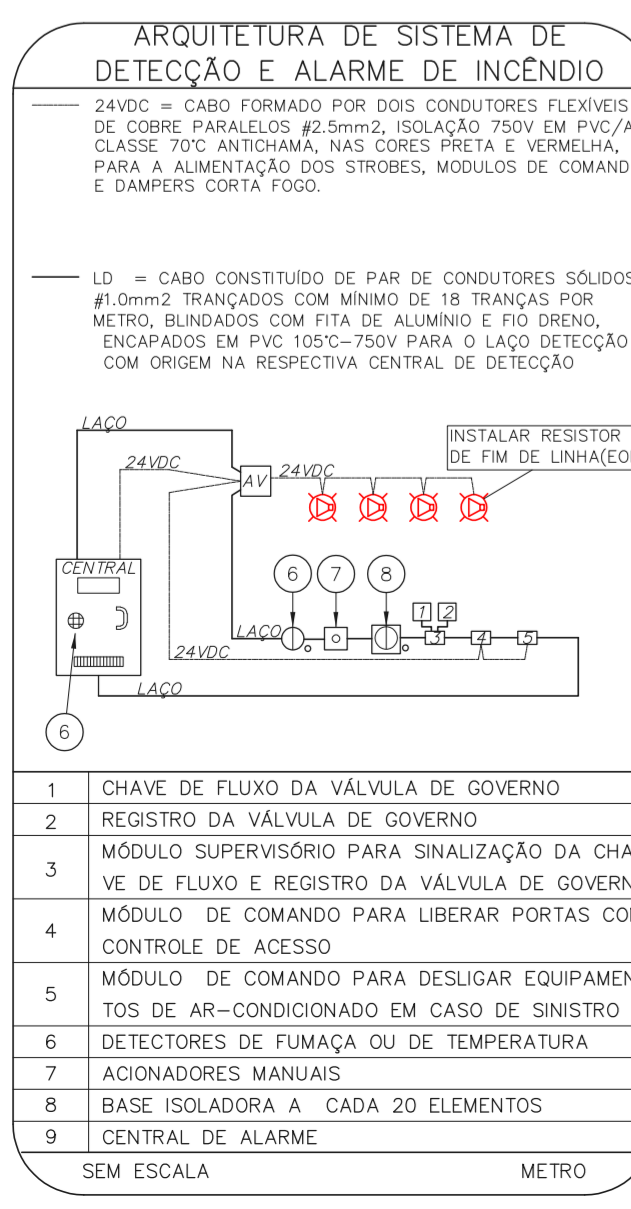 ARQUITETURA DE SISTEMA DE
DETECÇÃO E ALARME DE INCÊNDIO
24VDC = CABO FORMADO POR DOIS CONDUTORES FLEXÍVEIS
DE COBRE PARALELOS #2.5mm2, ISOLAÇÃO 750V EM PVC/A
CLASSE 70°C ANTICHAMA, NAS CORES PRETA E VERMELHA,
PARA A ALIMENTAÇÃO DOS STROBES, MODULOS DE COMAND
E DAMPERS CORTA FOGO.
LD = CABO CONSTITUÍDO DE PAR DE CONDUTORES SÓLIDOS
#1.0mm2 TRANÇADOS COM MÍNIMO DE 18 TRANÇAS POR
METRO, BLINDADOS COM FITA DE ALUMÍNIO E FIO DRENO,
ENCAPADOS EM PVC 105°C-750V PARA O LAÇO DETECÇÃO
COM ORIGEM NA RESPECTIVA CENTRAL DE DETECÇÃO
LAÇO
INSTALAR RESISTOR
DE FIM DE LINHA(EO
24VDC
AV
24VDC
CENTRAL
6 7 8
1 2
LAÇO
3 4 5
24VDC
LAÇO
6
1 CHAVE DE FLUXO DA VÁLVULA DE GOVERNO
2 REGISTRO DA VÁLVULA DE GOVERNO
3 MÓDULO SUPERVISÓRIO PARA SINALIZAÇÃO DA CHA
VE DE FLUXO E REGISTRO DA VÁLVULA DE GOVERN
4 MÓDULO DE COMANDO PARA LIBERAR PORTAS CO
CONTROLE DE ACESSO
5 MÓDULO DE COMANDO PARA DESLIGAR EQUIPAMEN
TOS DE AR-CONDICIONADO EM CASO DE SINISTRO
6 DETECTORES DE FUMAÇA OU DE TEMPERATURA
7 ACIONADORES MANUAIS
8 BASE ISOLADORA A CADA 20 ELEMENTOS
9 CENTRAL DE ALARME
SEM ESCALA METRO